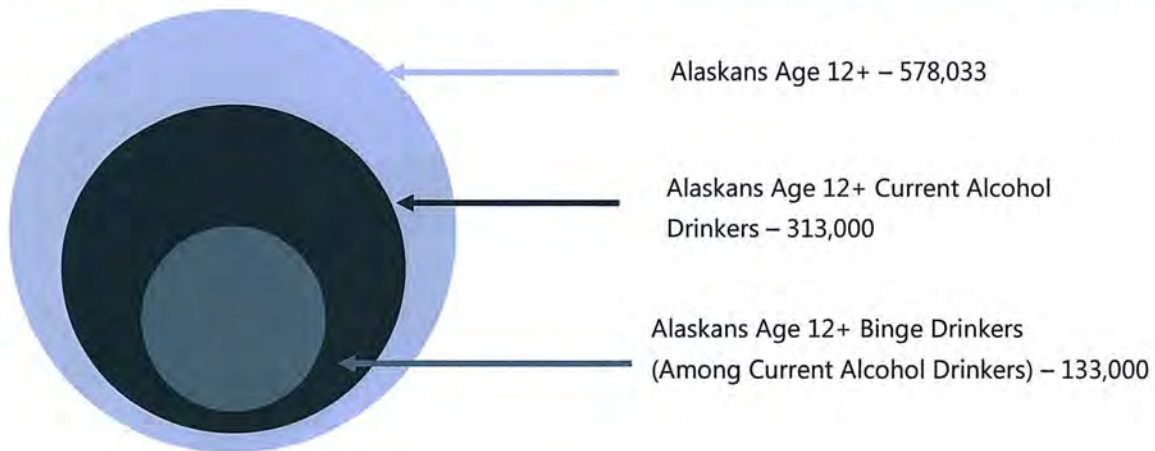 Alaskans Age 12+ – 578,033
Alaskans Age 12+ Current Alcohol
Drinkers – 313,000
Alaskans Age 12+ Binge Drinkers
(Among Current Alcohol Drinkers) – 133,000